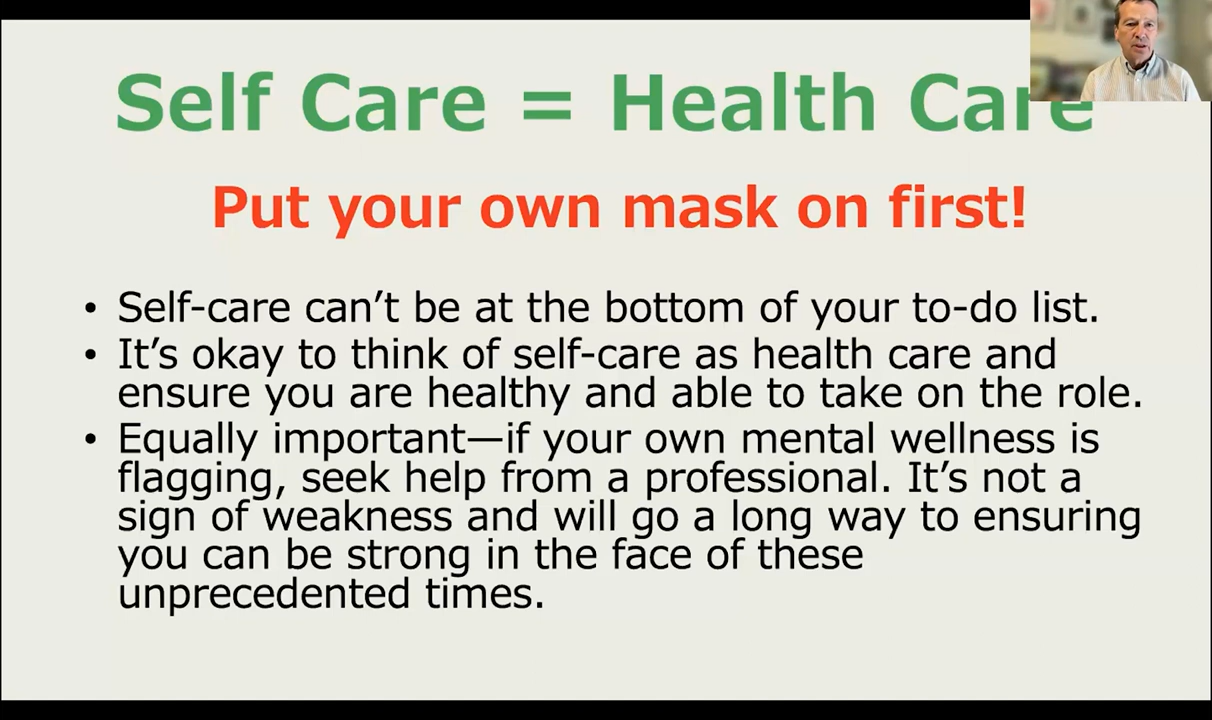 Self Care = Health Care
Put your own mask on first!
• Self-care can’t be at the bottom of your to-do list.
• It’s okay to think of self-care as health care and
ensure you are healthy and able to take on the role.
• Equally important—if your own mental wellness is
flagging, seek help from a professional. It’s not a
sign of weakness and will go a long way to ensuring
you can be strong in the face of these
unprecedented times.